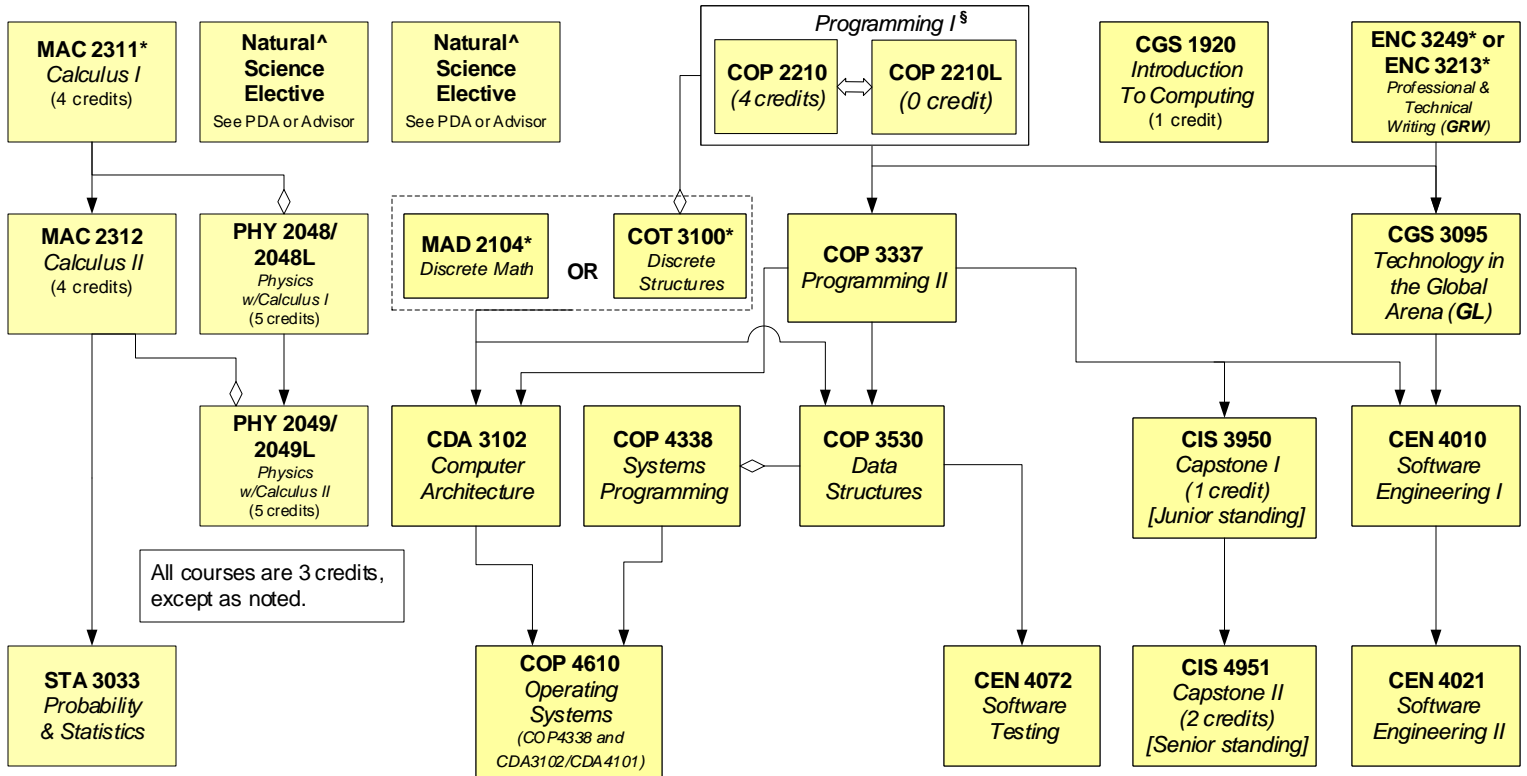 MAC 2311*
Calculus I
(4 credits)
Natural^
Science
Elective
See PDA or Advisor
Natural^
Science
Elective
See PDA or Advisor
Programming I §
COP 2210
(4 credits)
COP 2210L
(0 credit)
CGS 1920
Introduction
To Computing
(1 credit)
ENC 3249* or
ENC 3213*
Professional &
Technical
Writing (GRW)
MAC 2312
Calculus II
(4 credits)
PHY 2048/
2048L
Physics
w/Calculus I
(5 credits)
MAD 2104*
Discrete Math
OR
COT 3100*
Discrete
Structures
COP 3337
Programming II
CGS 3095
Technology in
the Global
Arena (GL)
PHY 2049/
2049L
Physics
w/Calculus II
(5 credits)
CDA 3102
Computer
Architecture
COP 4338
Systems
Programming
COP 3530
Data
Structures
CIS 3950
Capstone I
(1 credit)
[Junior standing]
CEN 4010
Software
Engineering I
All courses are 3 credits,
except as noted.
STA 3033
Probability
& Statistics
COP 4610
Operating
Systems
(COP4338 and
CDA3102/CDA4101)
CEN 4072
Software
Testing
CIS 4951
Capstone II
(2 credits)
[Senior standing]
CEN 4021
Software
Engineering II